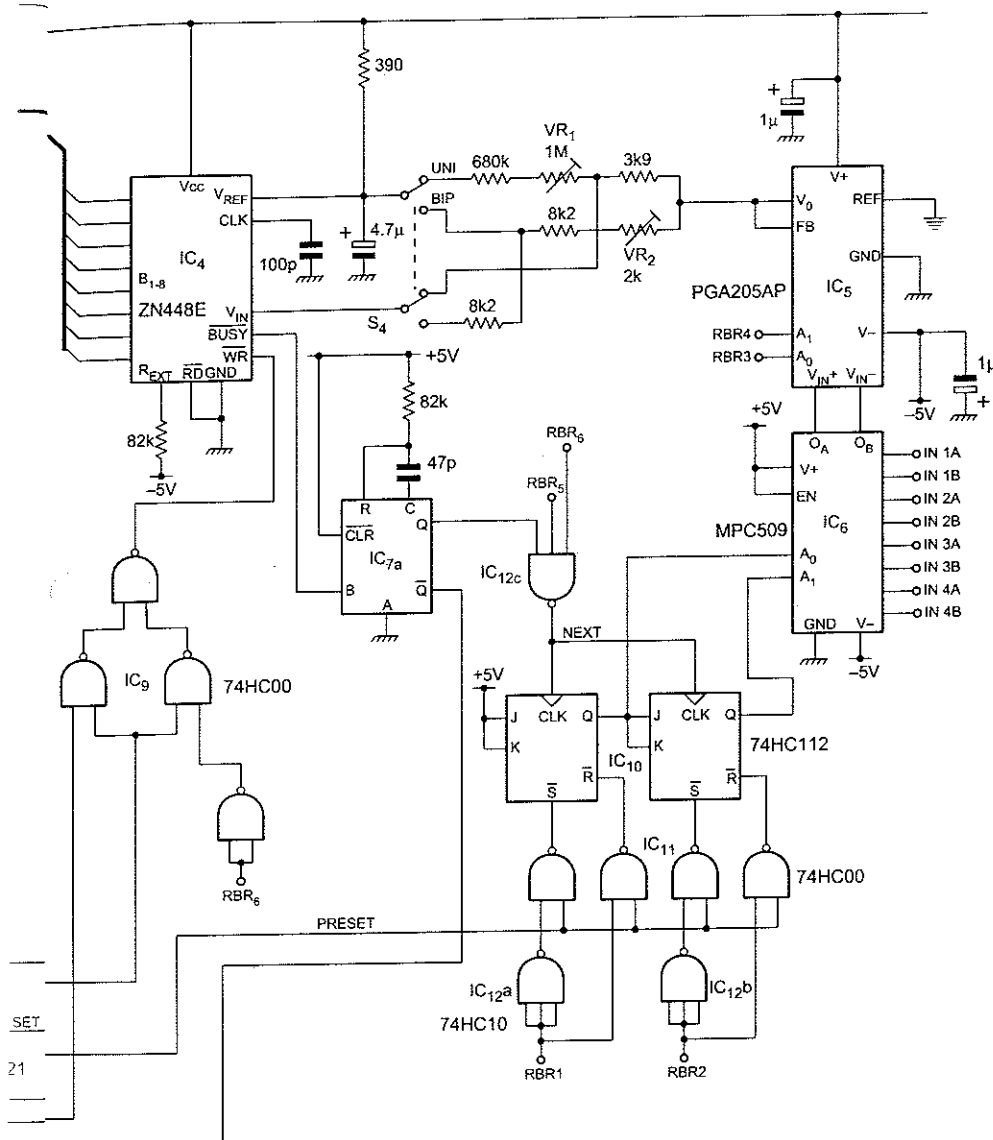 390
+
1µ
VR1
1M
UNI
680k
3k9
VCC
VREF
BIP
V+
CLK
+
4.7µ
8k2
V0
REF
FB
IC4
100p
VR2
2k
GND
B1-8
PGA205AP
IC5
ZN448E
VIN
S4
8k2
BUSY
+5V
RBR4
A1
V–
WR
RBR3
A0
1µ
REXT
RD
GND
VIN+
VIN–
+
82k
82k
+5V
–5V
–5V
RBR6
OA
OB
IN 1A
47p
V+
IN 1B
RBR5
EN
IN 2A
R
C
MPC509
IC6
IN 2B
CLR
Q
IN 3A
IC7a
IC12c
A0
IN 3B
B
Q
A1
IN 4A
A
IN 4B
NEXT
GND
V–
IC9
74HC00
+5V
–5V
J
CLK
Q
J
CLK
Q
K
K
74HC112
IC10
R
R
S
S
IC11
74HC00
RBR6
PRESET
IC12a
IC12b
74HC10
SET
21
RBR1
RBR2